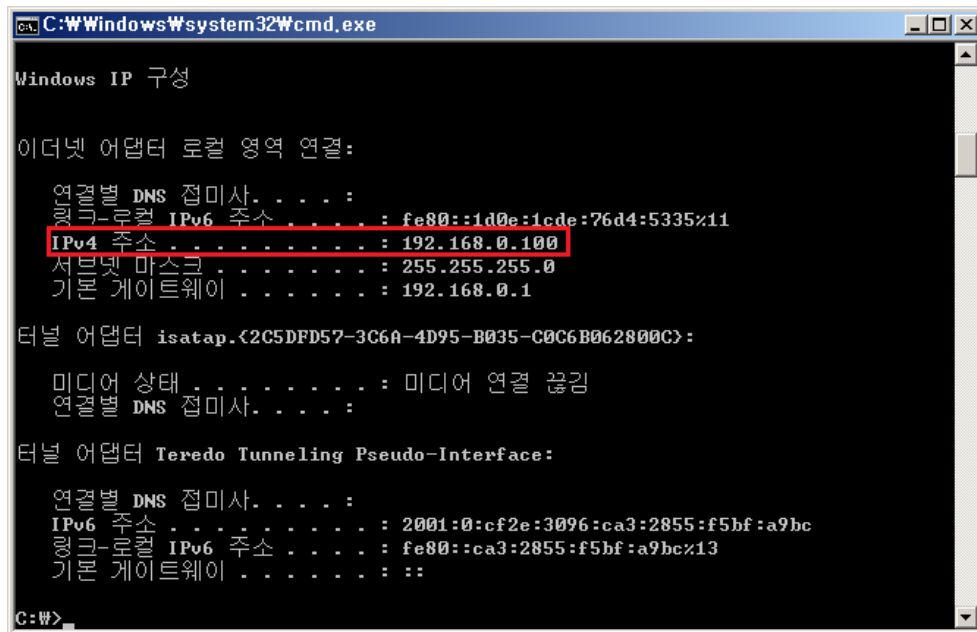 C:₩Windows₩system32₩cmd.exe
Windows IP 구성
이더넷 어댑터 로컬 영역 연결:
연결별 DNS 접미사. . . . :
링크-로컬 IPv6 주소 . . . . : fe80::1d0e:1cde:76d4:5335%11
IPv4 주소 . . . . . . . . . : 192.168.0.100
서브넷 마스크 . . . . . . . : 255.255.255.0
기본 게이트웨이 . . . . . . : 192.168.0.1
터널 어댑터 isatap.{2C5DFD57-3C6A-4D95-B035-C0C6B062800C}:
미디어 상태 . . . . . . . . : 미디어 연결 끊김
연결별 DNS 접미사. . . . :
터널 어댑터 Teredo Tunneling Pseudo-Interface:
연결별 DNS 접미사. . . . :
IPv6 주소 . . . . . . . . . : 2001:0:cf2e:3096:ca3:2855:f5bf:a9bc
링크-로컬 IPv6 주소 . . . . : fe80::ca3:2855:f5bf:a9bc%13
기본 게이트웨이 . . . . . . : ::
C:₩>_